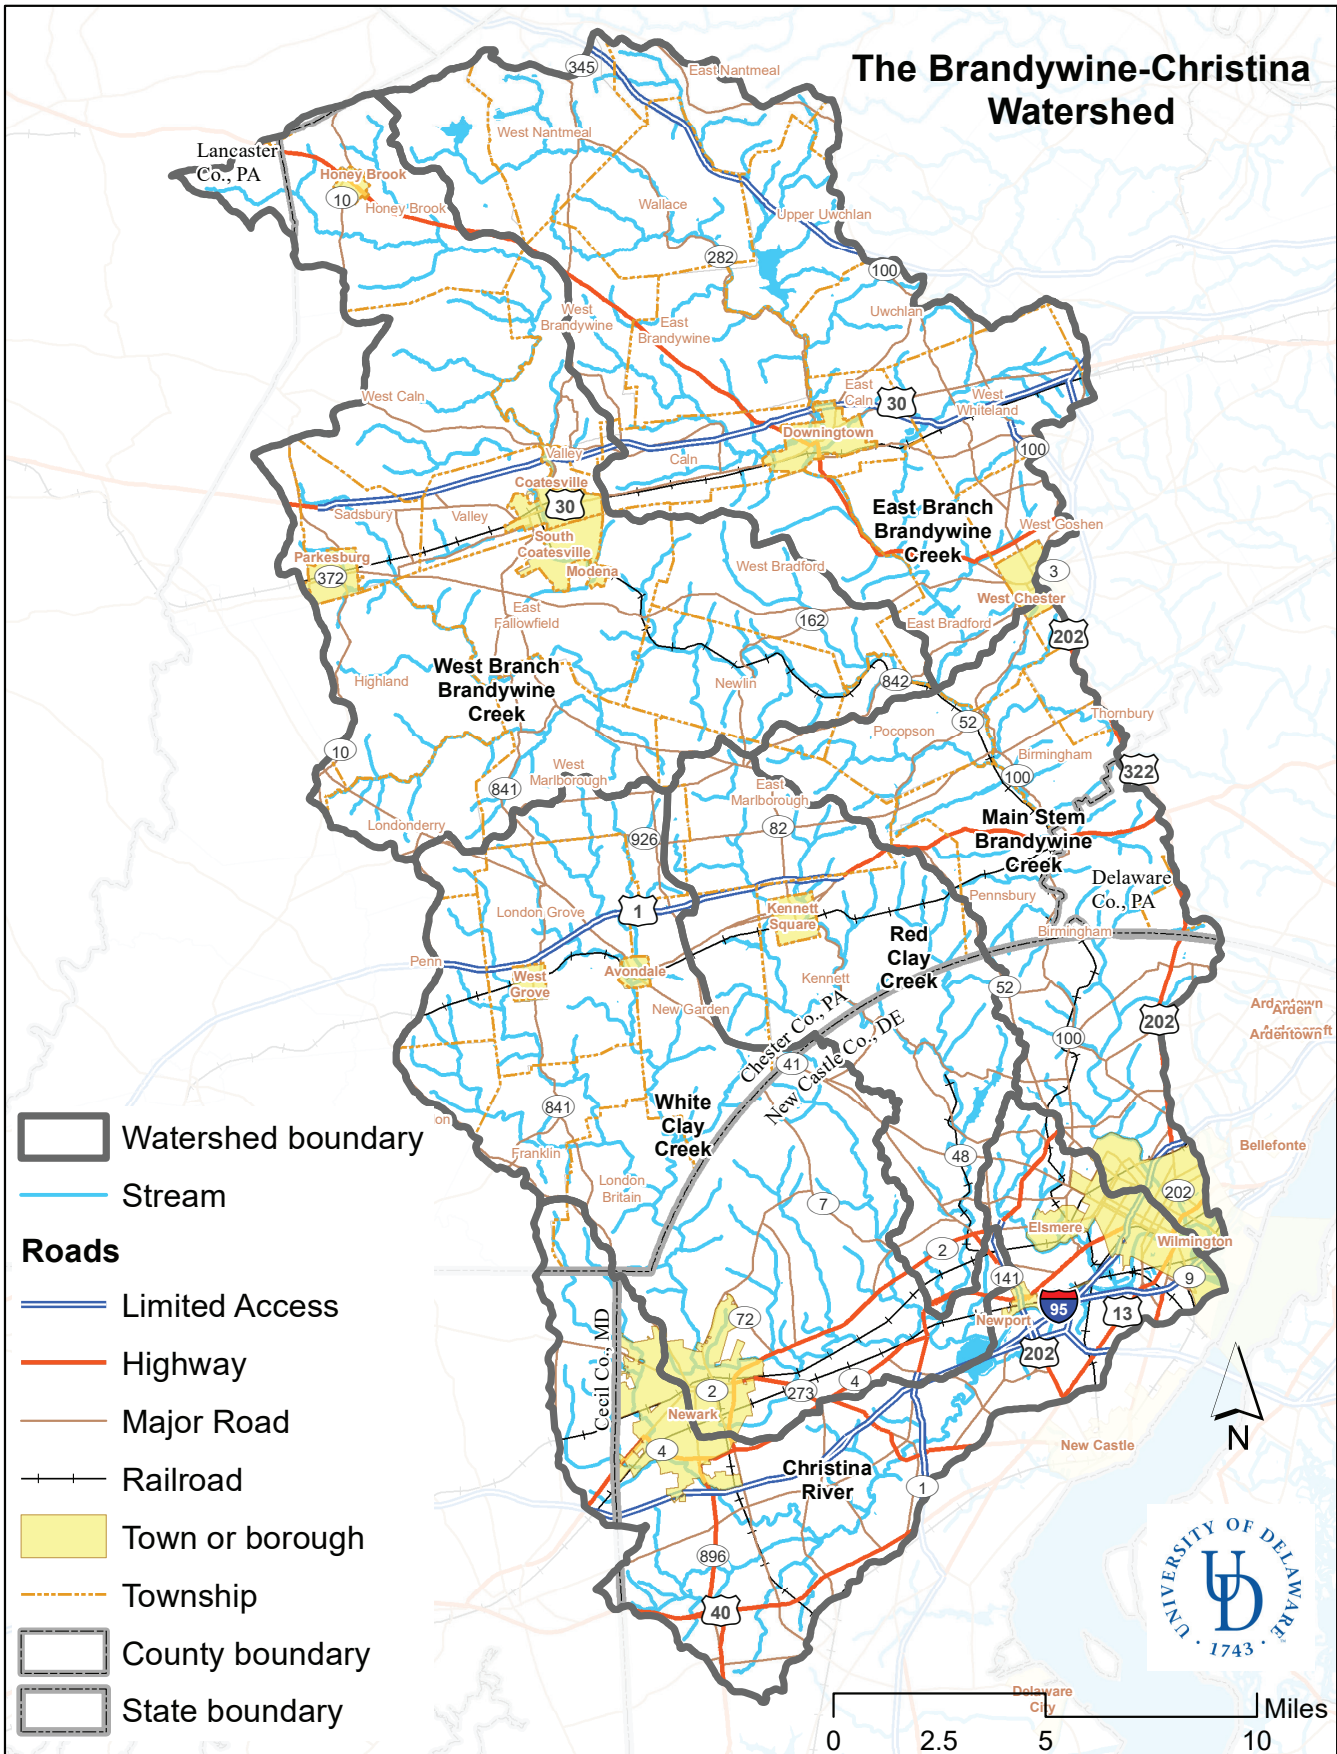 The Brandywine-Christina
Watershed
345
East Nantmeal
West Nantmeal
Lancaster
Co., PA
Honey Brook
10
Honey Brook
Wallace
Upper Uwchlan
282
100
West
Brandywine
East
Brandywine
Uwchlan
West Caln
East
Caln
30
West
Whiteland
Downingtown
100
Valley
Caln
Coatesville
30
Sadsbury
Valley
South
Coatesville
East Branch
Brandywine
Creek
West Goshen
Parkesburg
372
Modena
West Bradford
3
West Chester
East
Fallowfield
162
East Bradford
202
West Branch
Brandywine
Creek
Highland
Newlin
842
Thornbury
52
Pocopson
10
Birmingham
322
West
Marlborough
841
East
Marlborough
100
Londonderry
926
82
Main Stem
Brandywine
Creek
Delaware
Co., PA
London Grove
1
Kennett
Square
Pennsbury
Birmingham
Red
Clay
Creek
Penn
West
Grove
Avondale
Kennett
52
New Garden
Chester Co., PA
New Castle Co., DE
202
Ardentown
Arden
Ardentown
100
41
841
White
Clay
Creek
on
Franklin
48
Bellefonte
London
Britain
7
202
Elsmere
Wilmington
2
141
9
95
13
Newport
72
202
Cecil Co., MD
2
273
4
Newark
4
New Castle
Christina
River
1
896
40
Delaware
City
Watershed boundary
Stream
Roads
Limited Access
Highway
Major Road
Railroad
Town or borough
Township
County boundary
State boundary
N
UNIVERSITY OF DELAWARE
UD
· 1743 ·
Miles
0 2.5 5 10